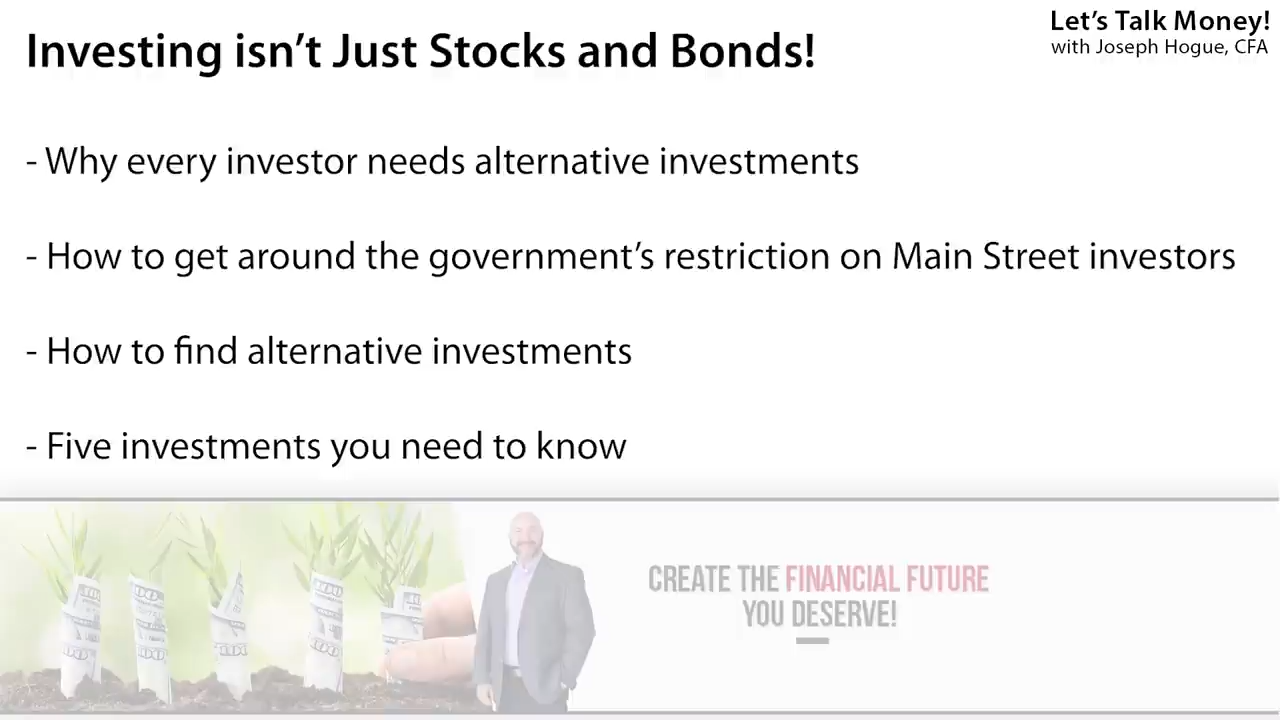 Investing isn’t Just Stocks and Bonds!
Let’s Talk Money!
with Joseph Hogue, CFA
- Why every investor needs alternative investments
- How to get around the government’s restriction on Main Street investors
- How to find alternative investments
- Five investments you need to know
CREATE THE FINANCIAL FUTURE
YOU DESERVE!